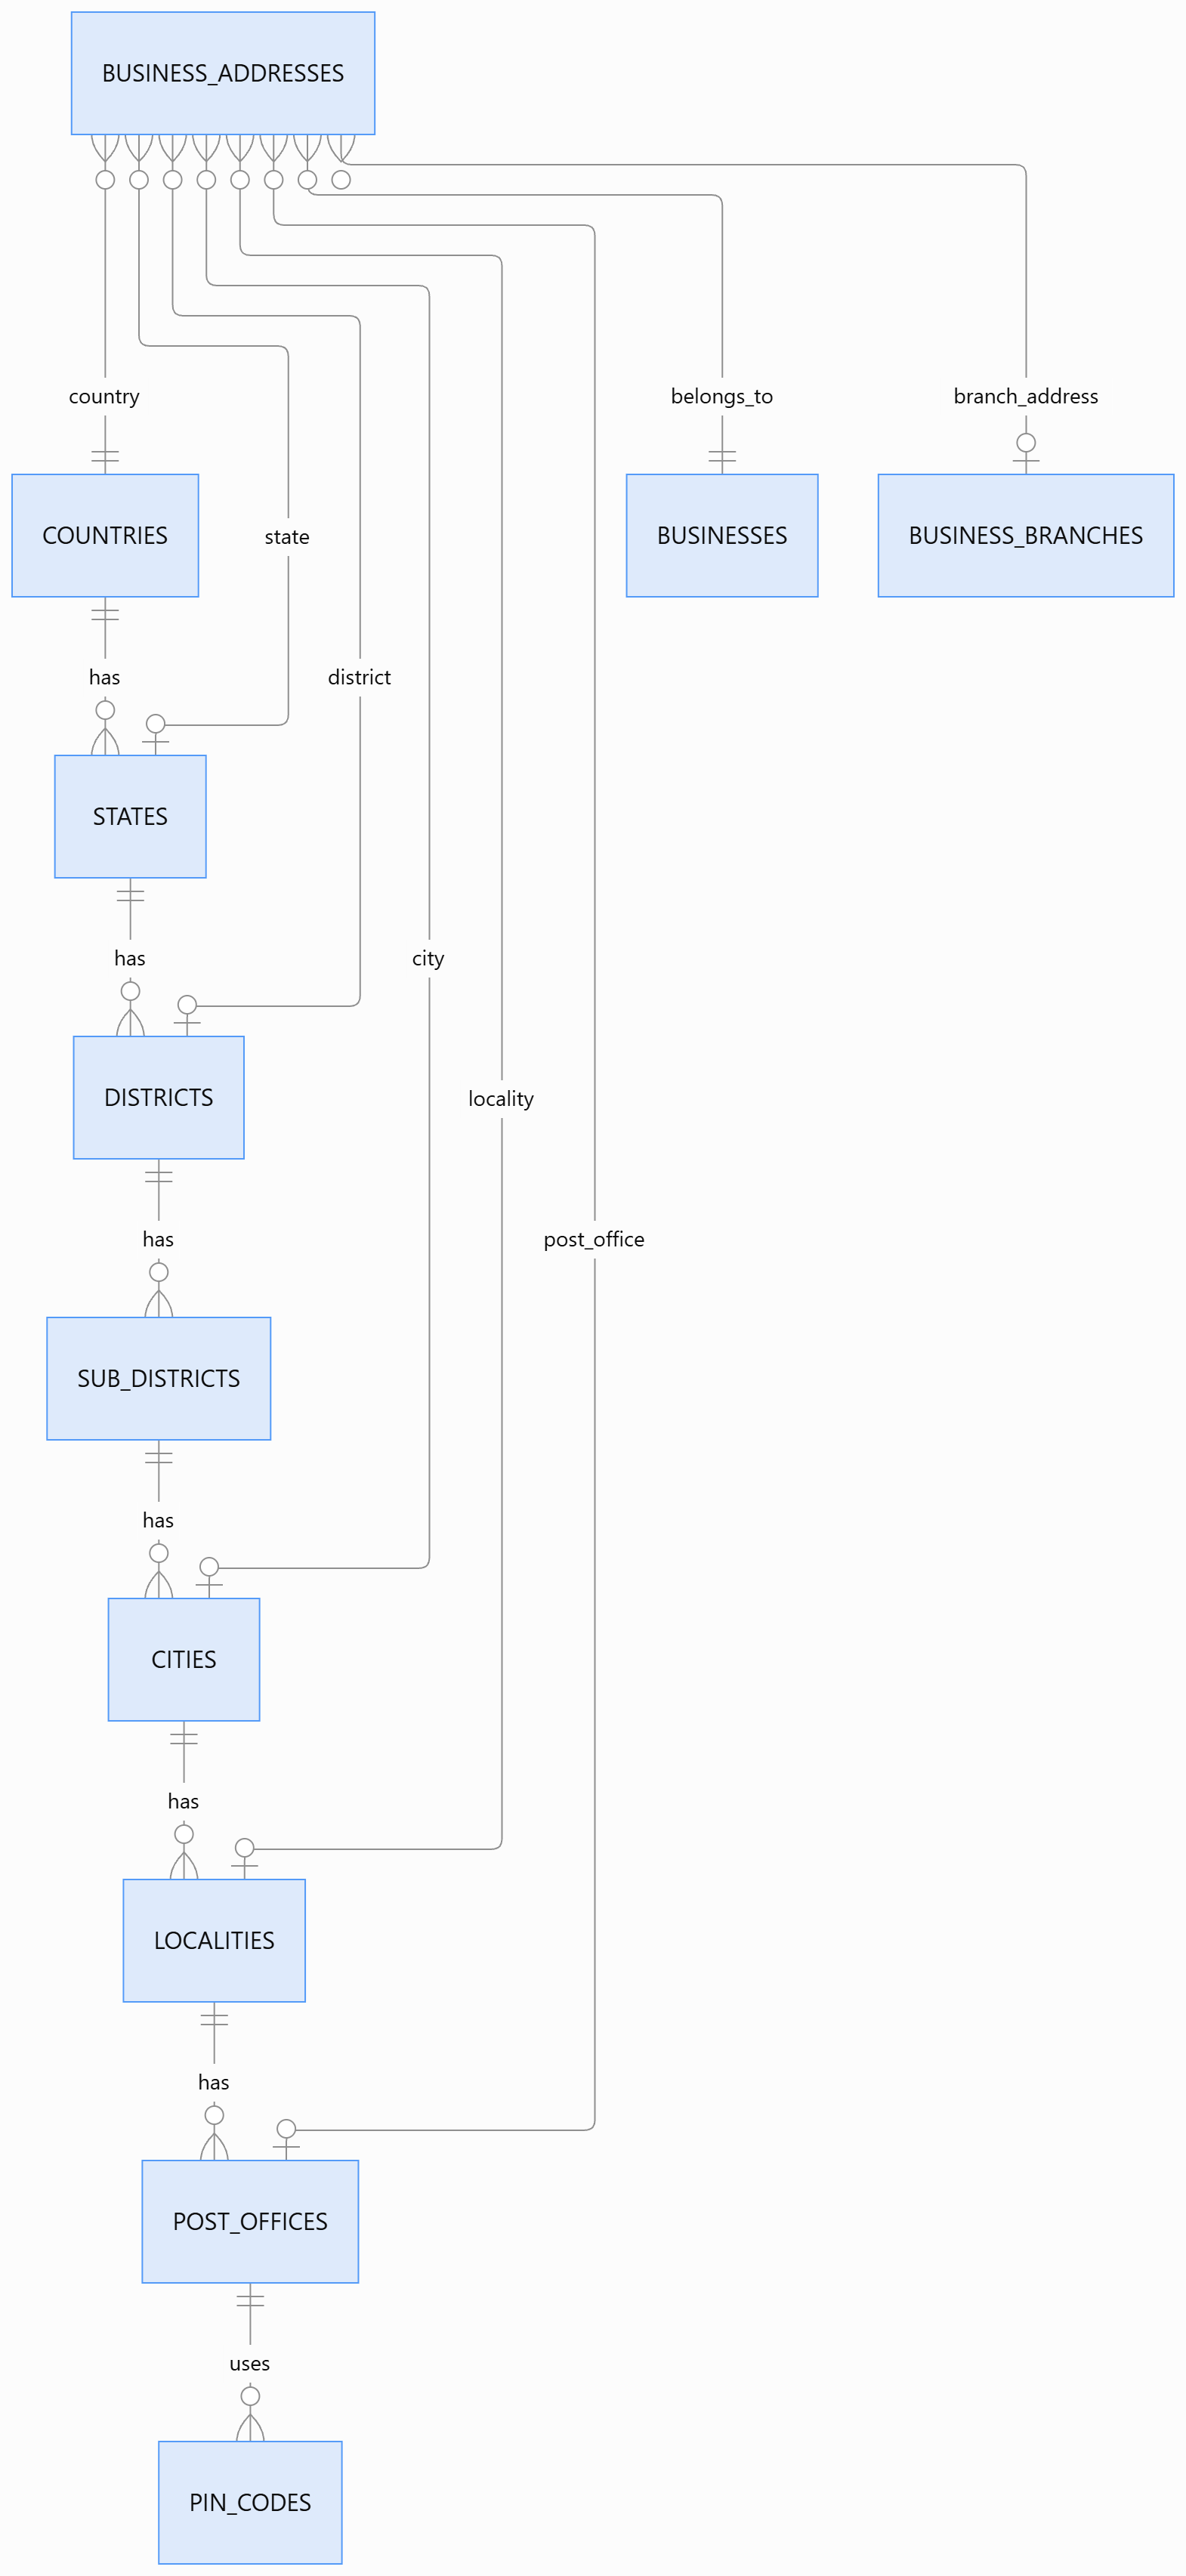 BUSINESS_ADDRESSES
country
belongs_to
branch_address
COUNTRIES
state
BUSINESSES
BUSINESS_BRANCHES
has
district
STATES
has
city
DISTRICTS
locality
has
post_office
SUB_DISTRICTS
has
CITIES
has
LOCALITIES
has
POST_OFFICES
uses
PIN_CODES